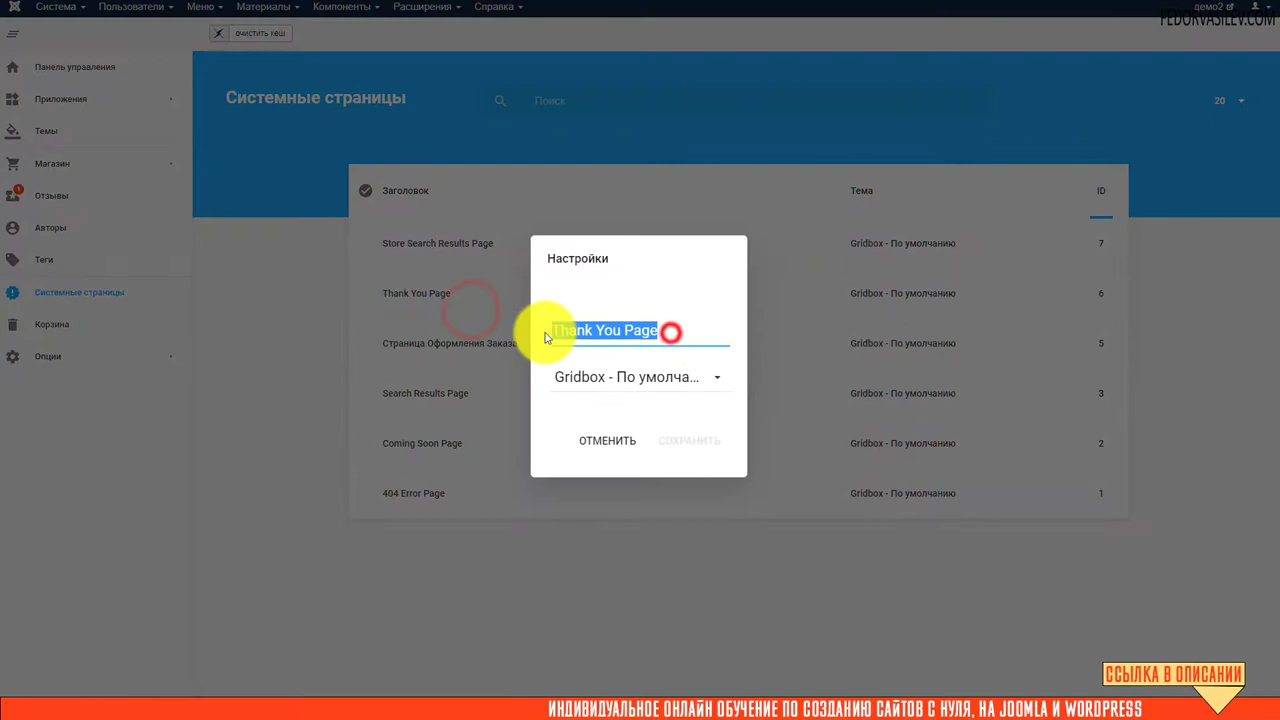 Система Пользователи Меню Материалы Компоненты Расширения Справка демо2
FEDORVASILEV.COM
очистить кеш
Панель управления
Приложения
Темы
Магазин
1
Отзывы
Авторы
Теги
Системные страницы
Корзина
Опции
Системные страницы Поиск 20
Заголовок Тема ID
Store Search Results Page Gridbox - По умолчанию 7
Thank You Page Gridbox - По умолчанию 6
Страница Оформления Заказа Gridbox - По умолчанию 5
Search Results Page Gridbox - По умолчанию 3
Coming Soon Page Gridbox - По умолчанию 2
404 Error Page Gridbox - По умолчанию 1
Настройки
Thank You Page
Gridbox - По умолча...
ОТМЕНИТЬ СОХРАНИТЬ
ССЫЛКА В ОПИСАНИИ
ИНДИВИДУАЛЬНОЕ ОНЛАЙН ОБУЧЕНИЕ ПО СОЗДАНИЮ САЙТОВ С НУЛЯ, НА JOOMLA И WORDPRESS